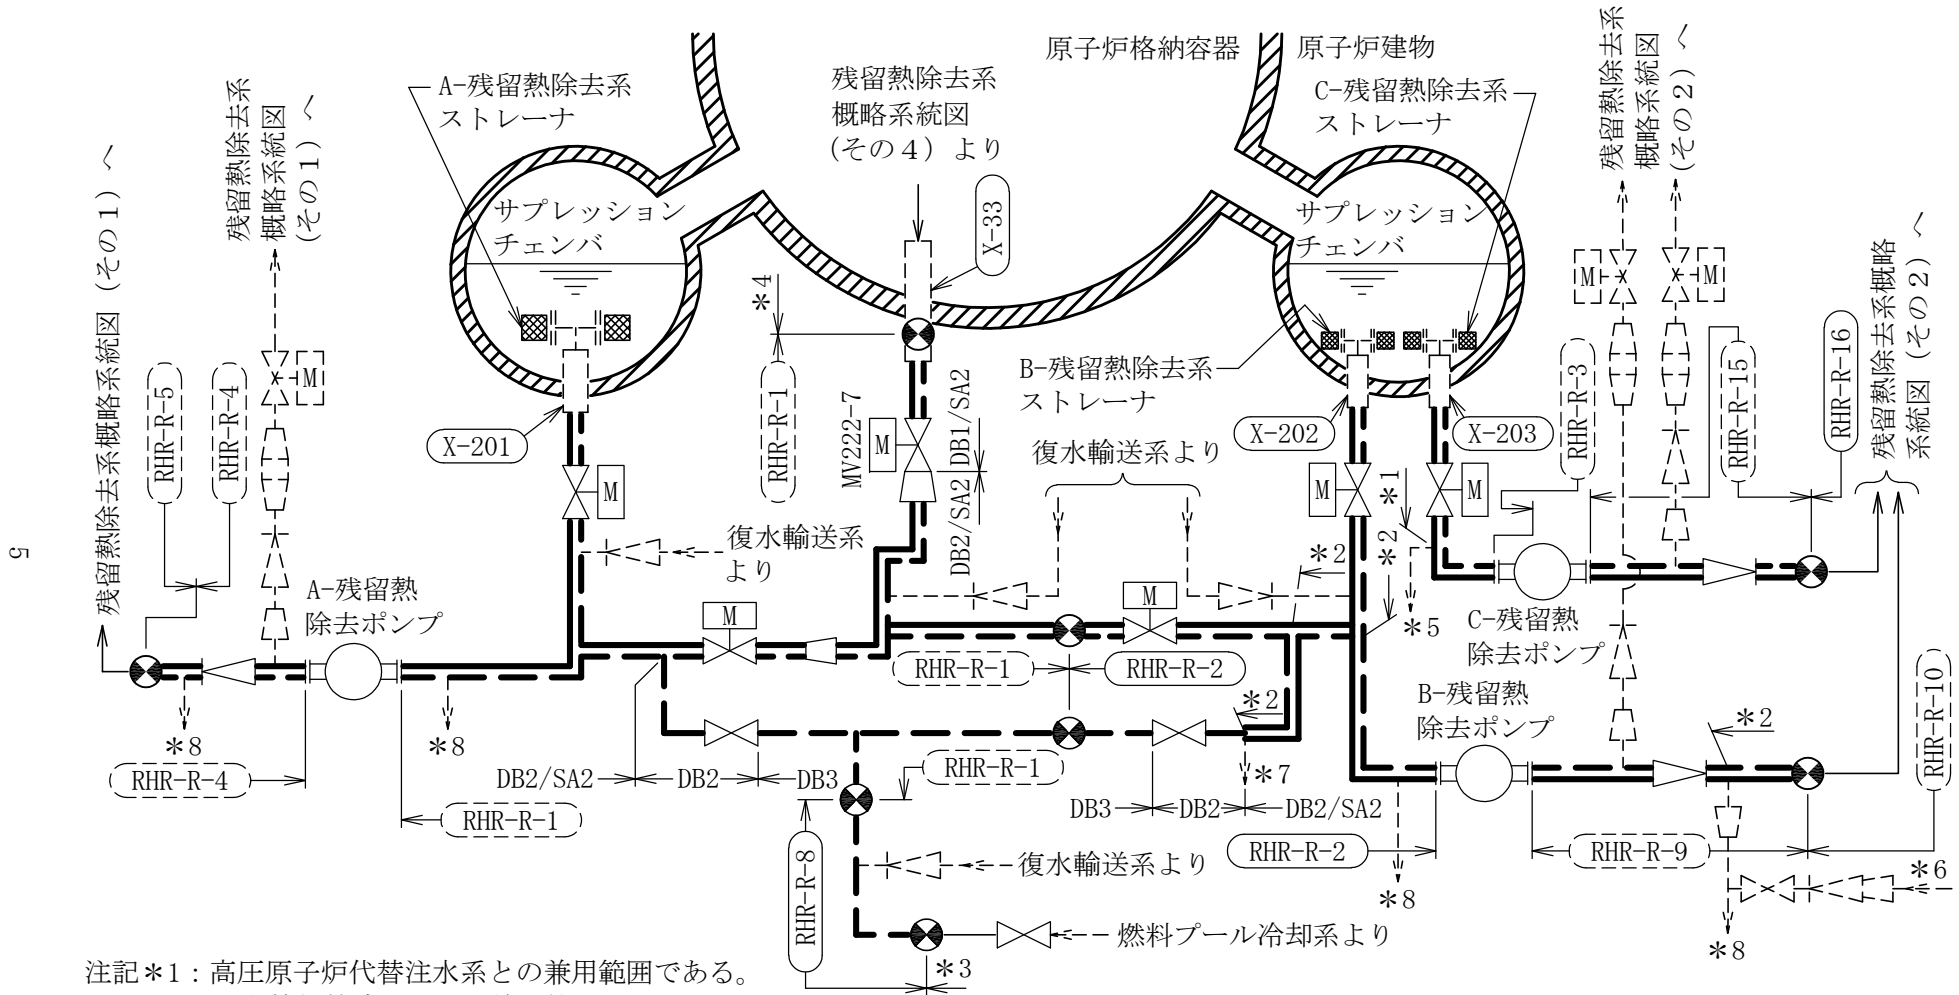 原子炉格納容器
原子炉建物
残留熱除去系
概略系統図
(その４) より
A-残留熱除去系
ストレーナ
C-残留熱除去系
ストレーナ
残留熱除去系
概略系統図
(その１) へ
残留熱除去系概略系統図 (その１) へ
残留熱除去系
概略系統図
(その２) へ
残留熱除去系概略
系統図 (その２) へ
サプレッション
チェンバ
サプレッション
チェンバ
X-33
*4
RHR-R-1
MV222-7
M
DB1/SA2
DB2/SA2
B-残留熱除去系
ストレーナ
X-201
X-202
X-203
RHR-R-5
RHR-R-4
M
M
M
M
M
M
RHR-R-3
RHR-R-15
RHR-R-16
復水輸送系より
復水輸送系
より
*1
*2
*2
*5
A-残留熱
除去ポンプ
M
M
C-残留熱
除去ポンプ
B-残留熱
除去ポンプ
RHR-R-1
RHR-R-2
*2
*2
*8
*8
RHR-R-4
RHR-R-1
DB2/SA2
DB2
DB3
RHR-R-1
*7
DB3
DB2
DB2/SA2
RHR-R-2
RHR-R-9
RHR-R-10
RHR-R-8
復水輸送系より
*8
*6
燃料プール冷却系より
*8
*3
5
注記*1：高圧原子炉代替注水系との兼用範囲である。